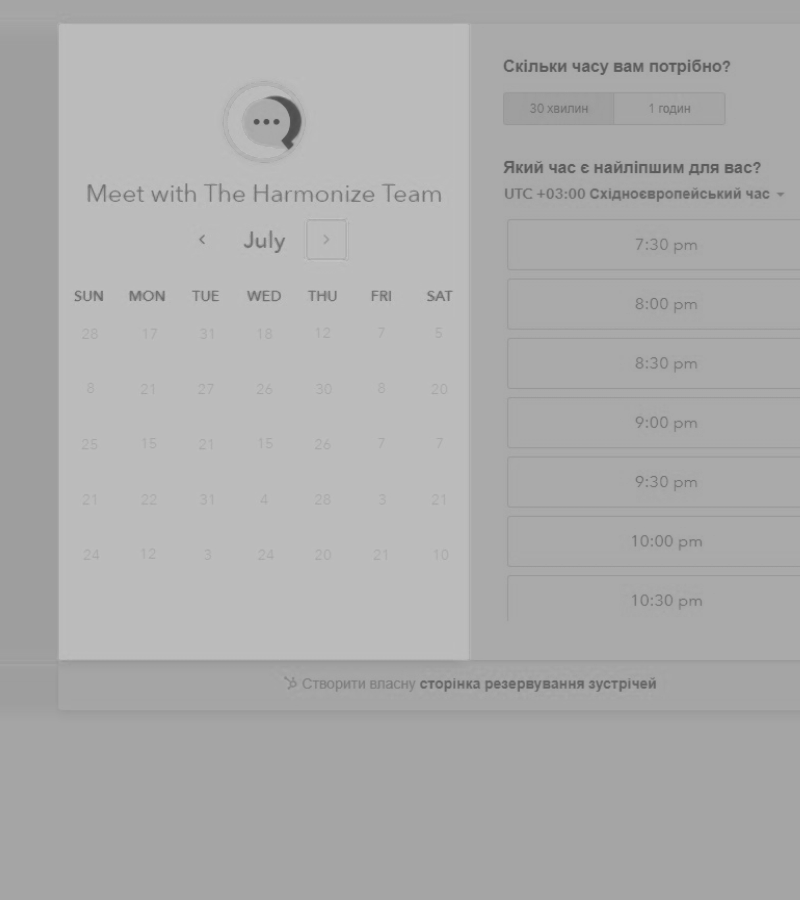 Meet with The Harmonize Team
July
SUN MON TUE WED THU FRI SAT
28 17 31 18 12 7 5
8 21 27 26 30 8 20
25 15 21 15 26 7 7
21 22 31 4 28 3 21
24 12 3 24 20 21 10
Скільки часу вам потрібно?
30 хвилин 1 годин
Який час є найліпшим для вас?
UTC +03:00 Східноєвропейський час
7:30 pm
8:00 pm
8:30 pm
9:00 pm
9:30 pm
10:00 pm
10:30 pm
Створити власну сторінка резервування зустрічей